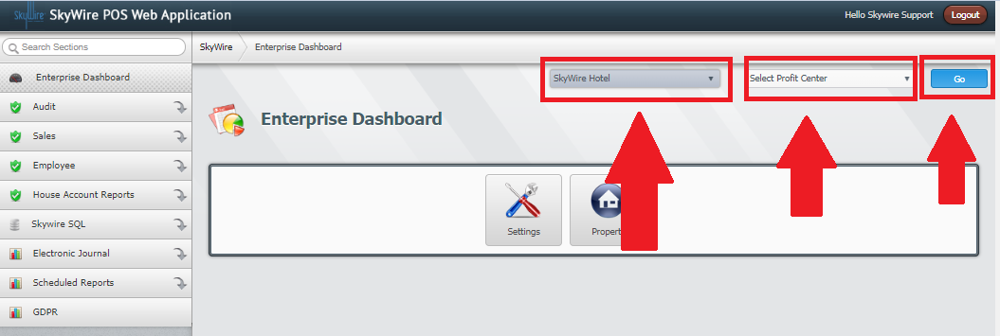 SkyWire SkyWire POS Web Application
Hello Skywire Support Logout
Search Sections
SkyWire Enterprise Dashboard
Enterprise Dashboard
SkyWire Hotel Select Profit Center Go
Audit
Enterprise Dashboard
Sales
Employee
House Account Reports
Settings Propert
Skywire SQL
Electronic Journal
Scheduled Reports
GDPR